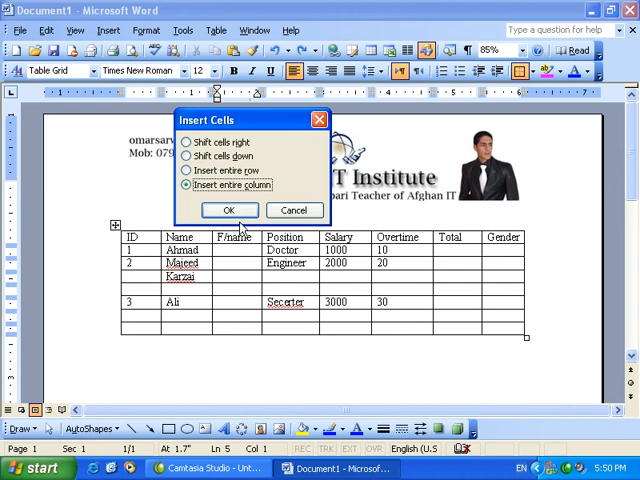 Document1 - Microsoft Word
File Edit View Insert Format Tools Table Window Help Type a question for help
85% Read
Table Grid Times New Roman 12 B I U
Insert Cells
Shift cells right
Shift cells down
Insert entire row
Insert entire column
OK Cancel
omarsarw
Mob: 079
T Institute
pari Teacher of Afghan IT
ID Name F/name Position Salary Overtime Total Gender
1 Ahmad Doctor 1000 10
2 Majeed Engineer 2000 20
Karzai
3 Ali Secerter 3000 30
Draw AutoShapes
Page 1 Sec 1 1/1 At 1.7" Ln 5 Col 1 REC TRK EXT OVR English (U.S
start Camtasia Studio - Unt... Document1 - Microsof... EN 5:50 PM